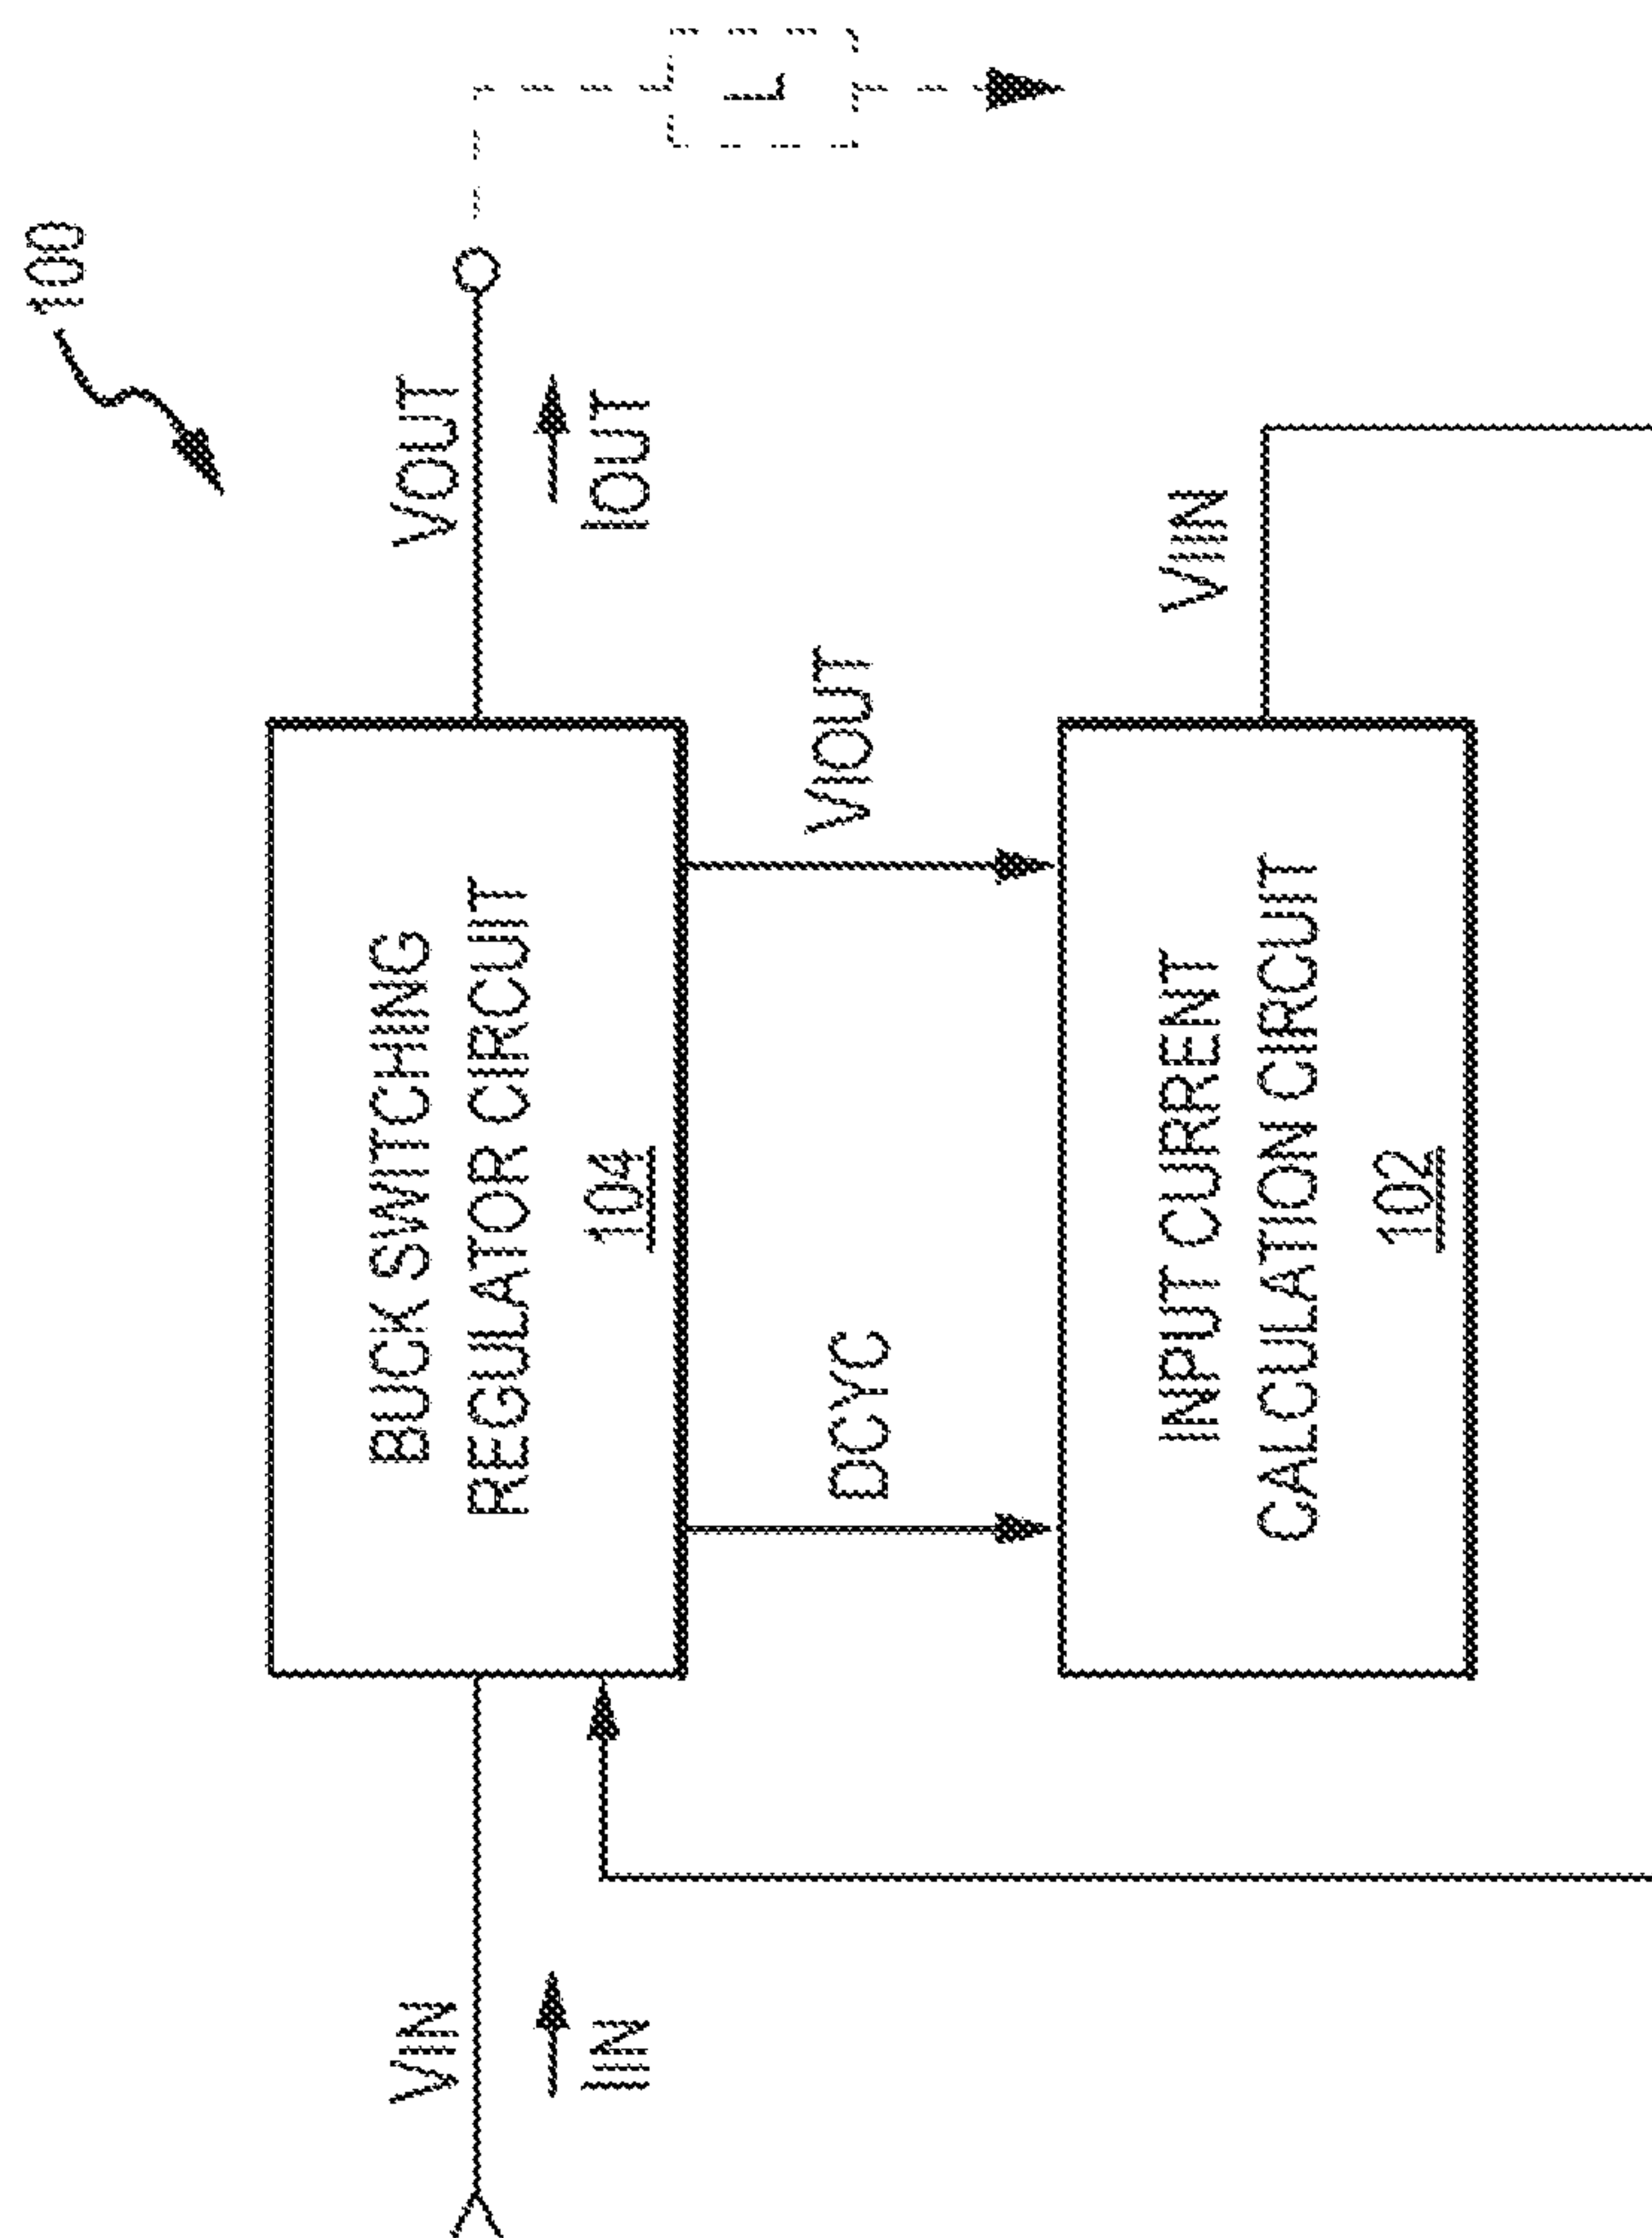 100
VIN
IIN
BUCK SWITCHING
REGULATOR CIRCUIT
104
VOUT
IOUT
L
DCYC
VIOUT
INPUT CURRENT
CALCULATION CIRCUIT
102
VIIN